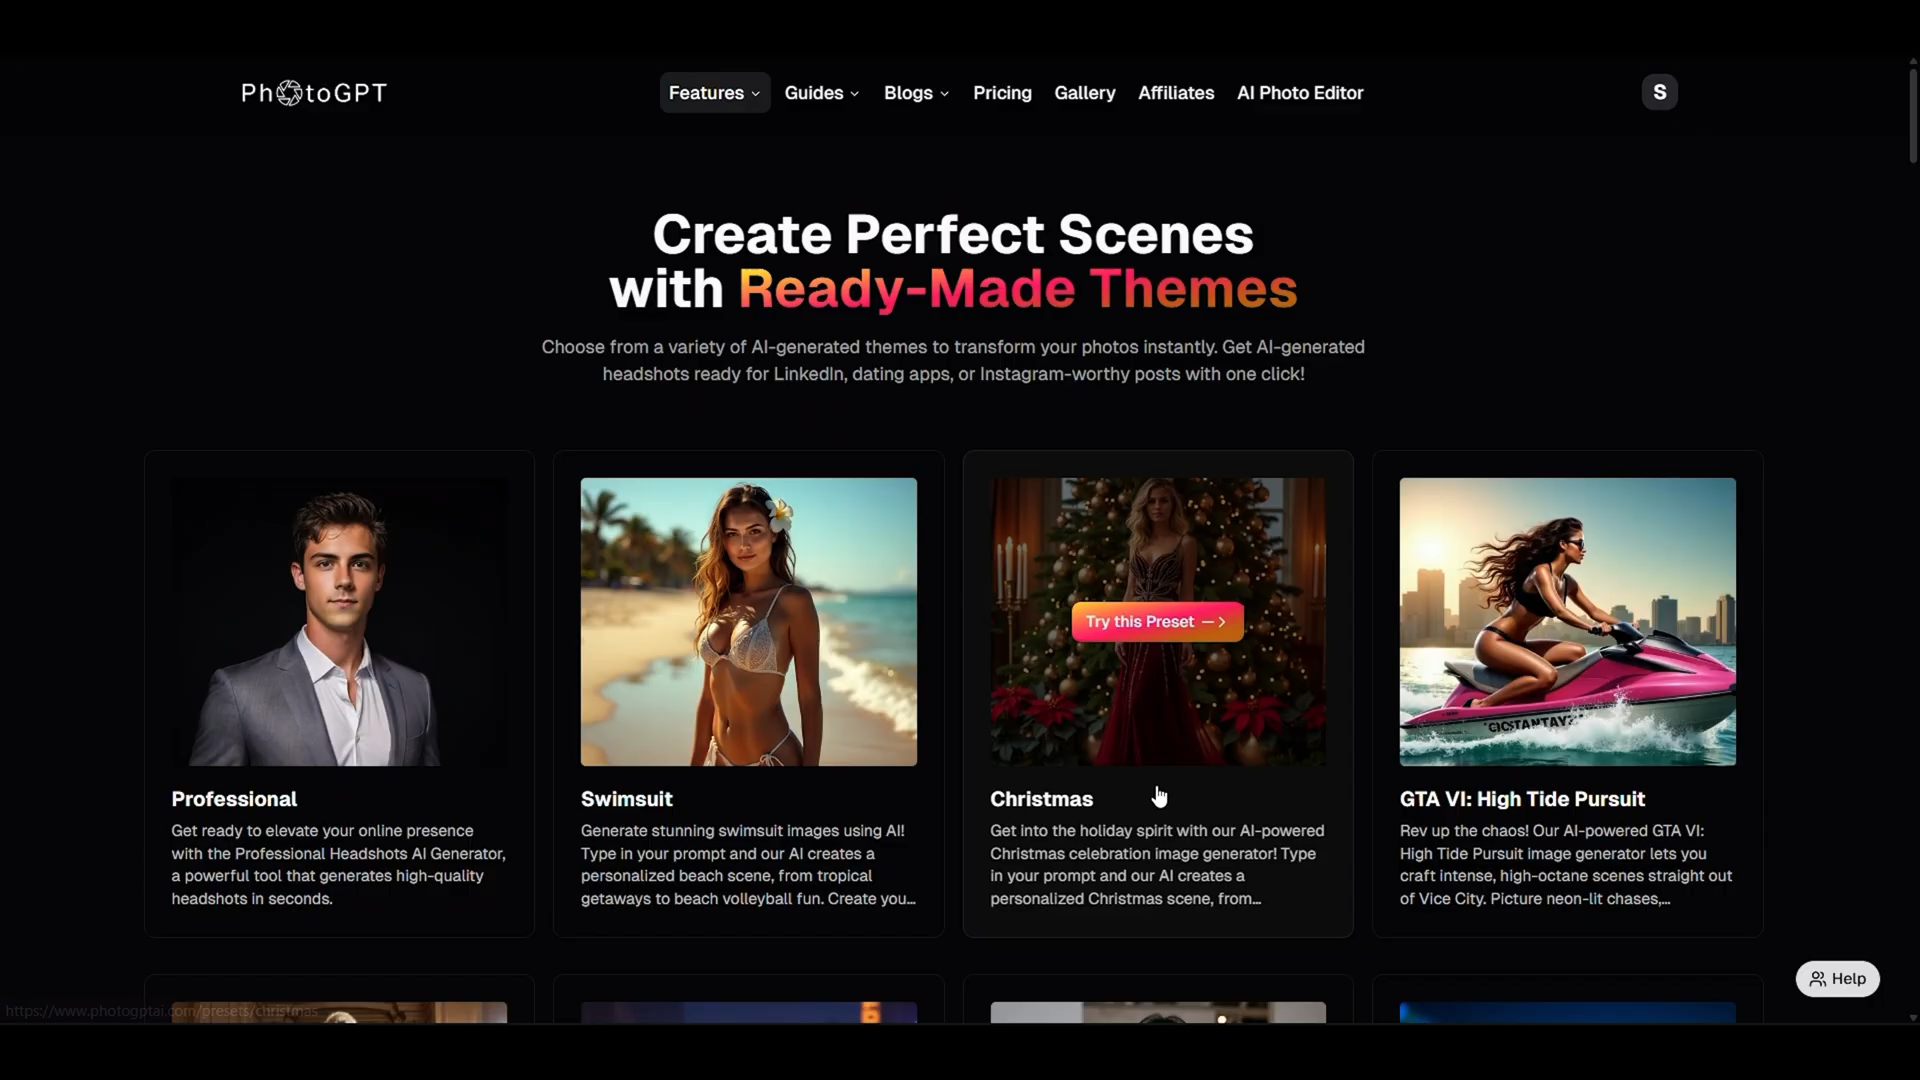 PhotoGPT
Features
Guides
Blogs
Pricing
Gallery
Affiliates
AI Photo Editor
S
Create Perfect Scenes
with Ready-Made Themes
Choose from a variety of AI-generated themes to transform your photos instantly. Get AI-generated
headshots ready for LinkedIn, dating apps, or Instagram-worthy posts with one click!
Try this Preset
Professional
Get ready to elevate your online presence
with the Professional Headshots AI Generator,
a powerful tool that generates high-quality
headshots in seconds.
Swimsuit
Generate stunning swimsuit images using AI!
Type in your prompt and our AI creates a
personalized beach scene, from tropical
getaways to beach volleyball fun. Create you...
Christmas
Get into the holiday spirit with our AI-powered
Christmas celebration image generator! Type
in your prompt and our AI creates a
personalized Christmas scene, from...
GTA VI: High Tide Pursuit
Rev up the chaos! Our AI-powered GTA VI:
High Tide Pursuit image generator lets you
craft intense, high-octane scenes straight out
of Vice City. Picture neon-lit chases,...
Help
https://www.photogptai.com/presets/christmas